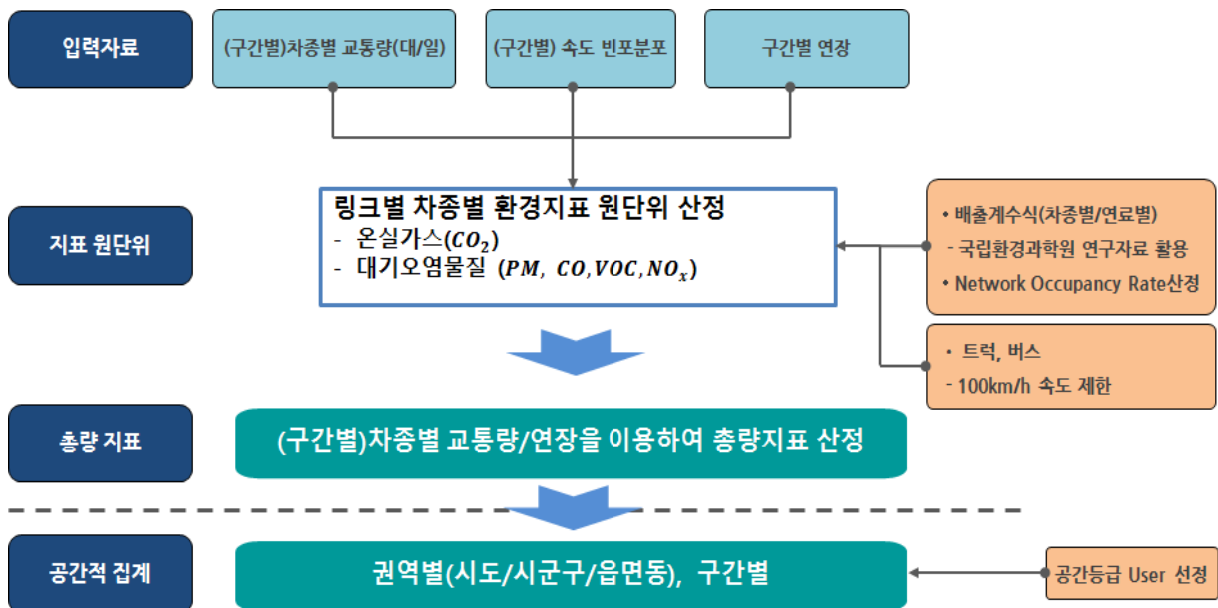 입력자료
(구간별)차종별 교통량(대/일)
(구간별) 속도 빈포분포
구간별 연장
지표 원단위
링크별 차종별 환경지표 원단위 산정
- 온실가스(CO₂)
- 대기오염물질 (PM, CO,VOC,NOₓ)
• 배출계수식(차종별/연료별)
- 국립환경과학원 연구자료 활용
• Network Occupancy Rate산정
• 트럭, 버스
- 100km/h 속도 제한
총량 지표
(구간별)차종별 교통량/연장을 이용하여 총량지표 산정
공간적 집계
권역별(시도/시군구/읍면동), 구간별
공간등급 User 선정